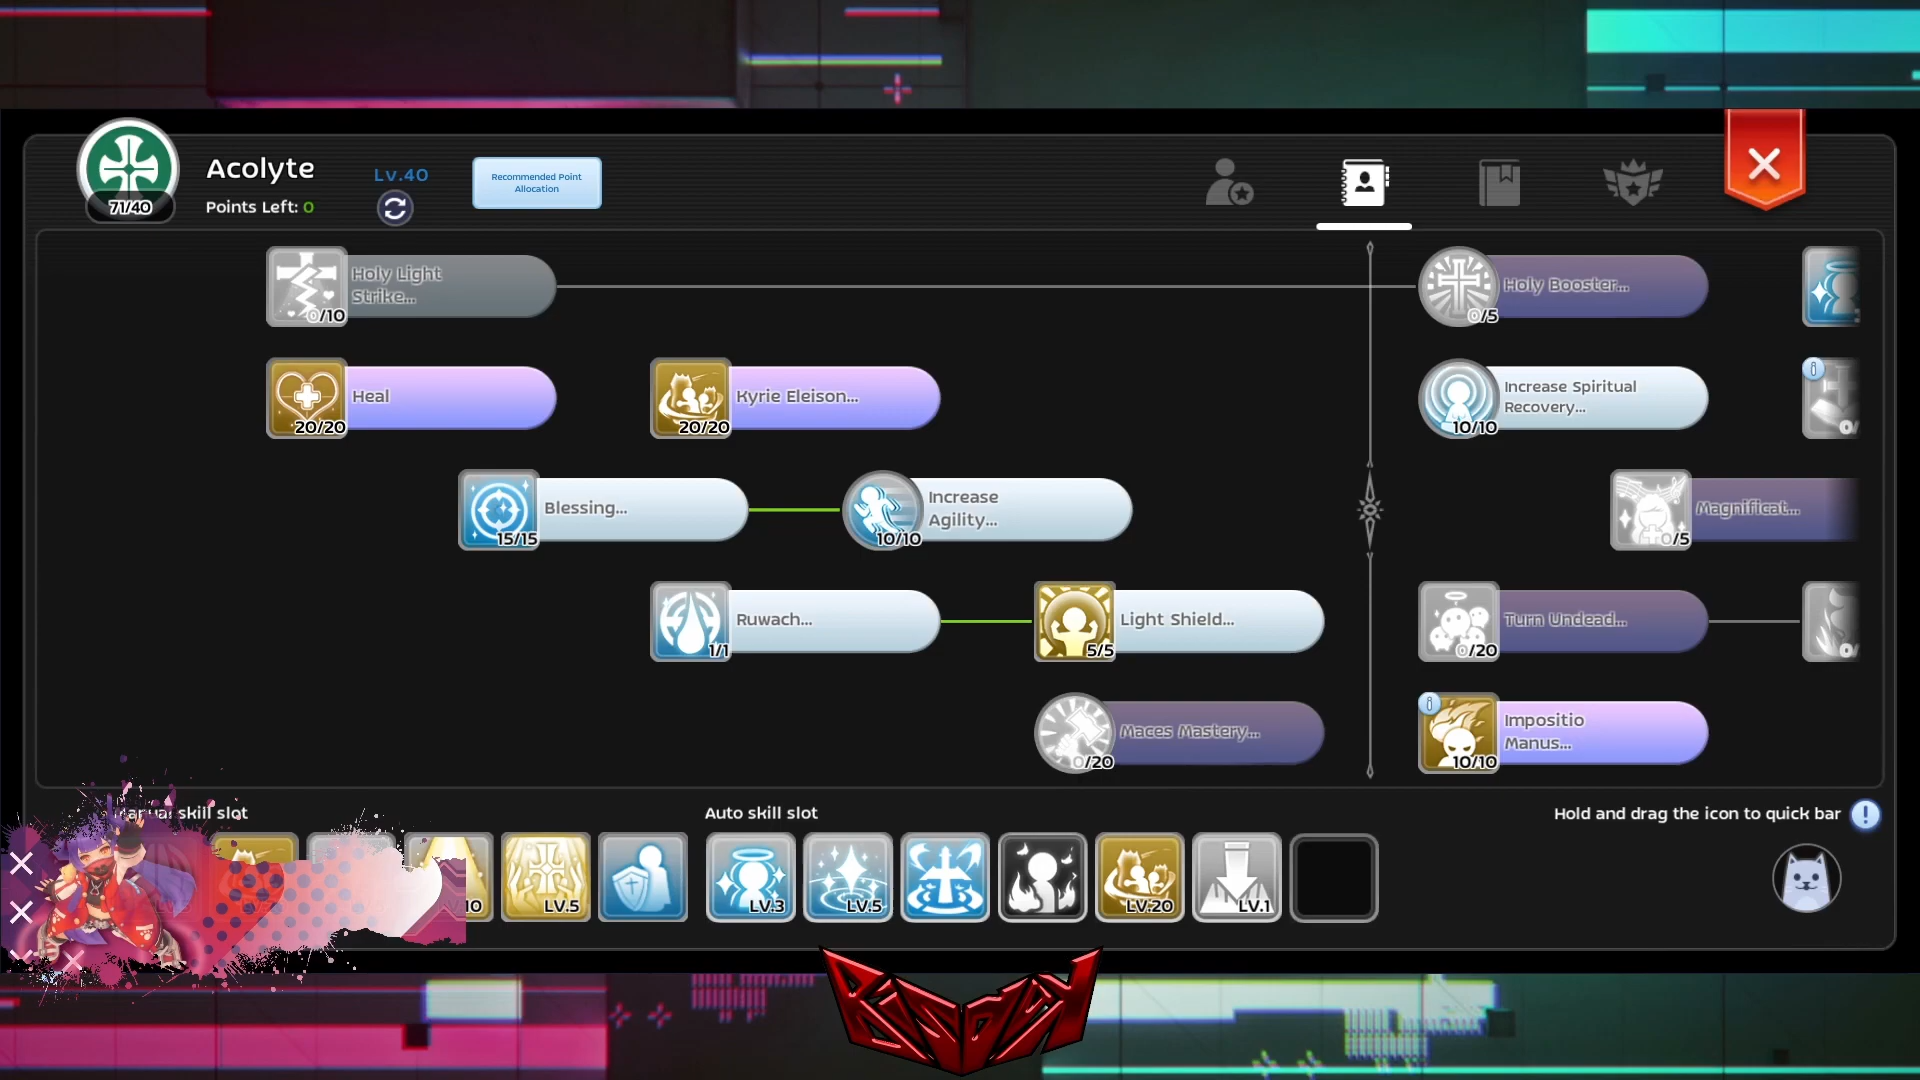 Acolyte
Lv.40
Recommended Point
Allocation
71/40
Points Left: 0
Holy Light
Strike...
0/10
Holy Booster...
0/5
Heal
20/20
Kyrie Eleison...
20/20
Increase Spiritual
Recovery...
10/10
Blessing...
15/15
Increase
Agility...
10/10
Magnificat...
0/5
Ruwach...
1/1
Light Shield...
5/5
Turn Undead...
0/20
Maces Mastery...
0/20
Impositio
Manus...
10/10
skill slot
Auto skill slot
Hold and drag the icon to quick bar
LV.5
LV.3
LV.5
LV.20
LV.1